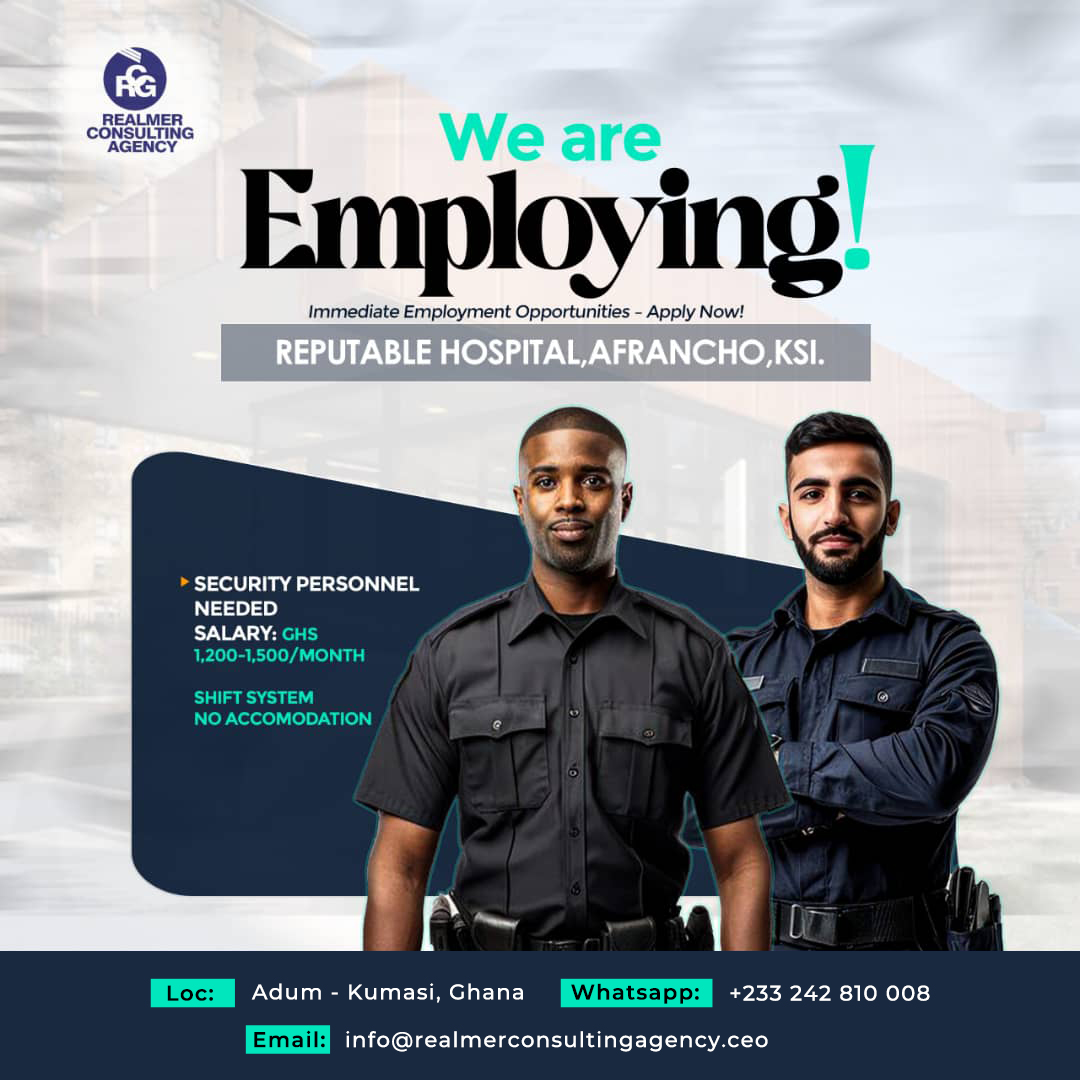 RCG
REALMER
CONSULTING
AGENCY
We are
Employing!
Immediate Employment Opportunities – Apply Now!
REPUTABLE HOSPITAL,AFRANCHO,KSI.
SECURITY PERSONNEL
NEEDED
SALARY: GHS
1,200-1,500/MONTH
SHIFT SYSTEM
NO ACCOMODATION
Loc: Adum - Kumasi, Ghana Whatsapp: +233 242 810 008
Email: info@realmerconsultingagency.ceo